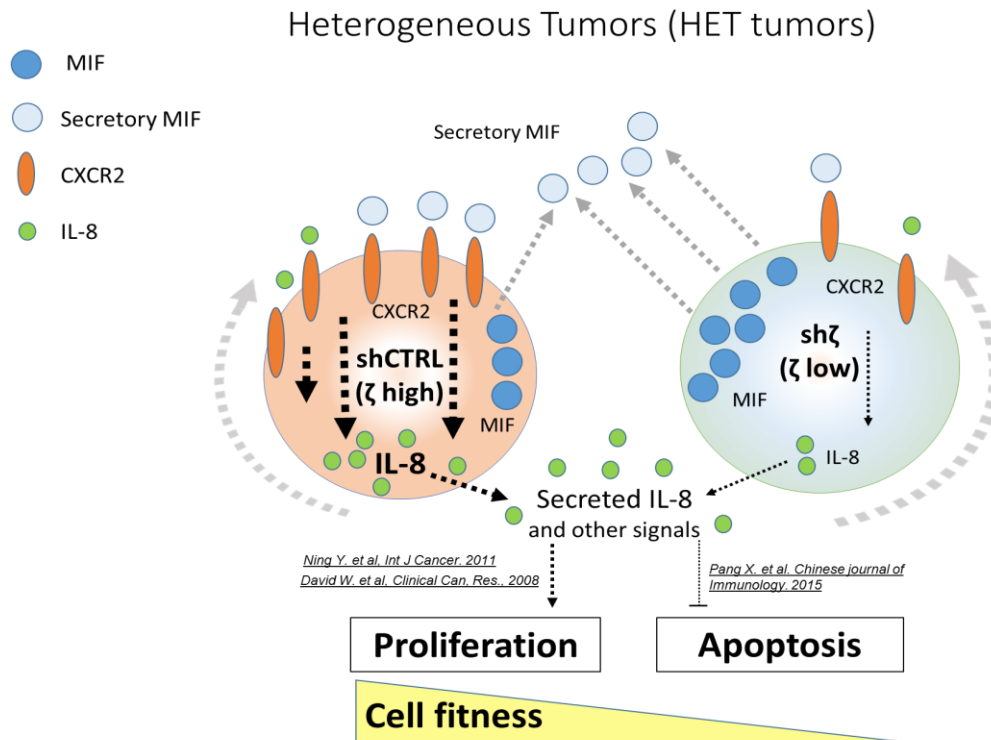 Heterogeneous Tumors (HET tumors)
MIF
Secretory MIF
CXCR2
IL-8
Secretory MIF
CXCR2
shCTRL
(ζ high)
MIF
IL-8
CXCR2
shζ
(ζ low)
MIF
IL-8
Secreted IL-8
and other signals
Ning Y. et al, Int J Cancer. 2011
David W. et al, Clinical Can. Res., 2008
Pang X. et al. Chinese journal of
Immunology. 2015
Proliferation
Apoptosis
Cell fitness